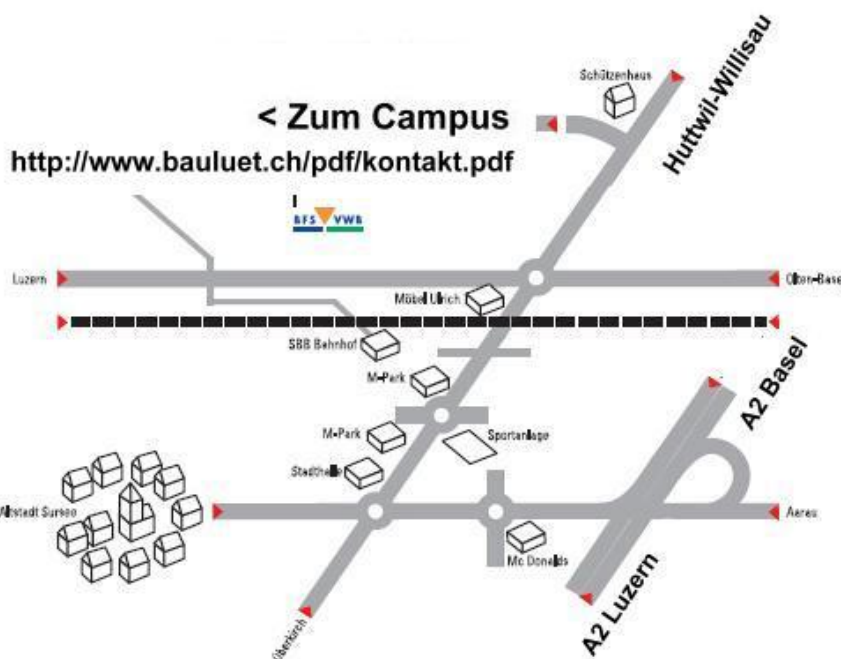 Schützenhaus
Huttwil-Willisau
< Zum Campus
http://www.bauluet.ch/pdf/kontakt.pdf
BFS VWB
Luzern
Olten-Basel
Möbel Ulrich
SBB Bahnhof
M-Park
A2 Basel
M-Park
Sportanlage
Stadthalle
Altstadt Sursee
Aarau
Mc Donalds
A2 Luzern
Oberkirch